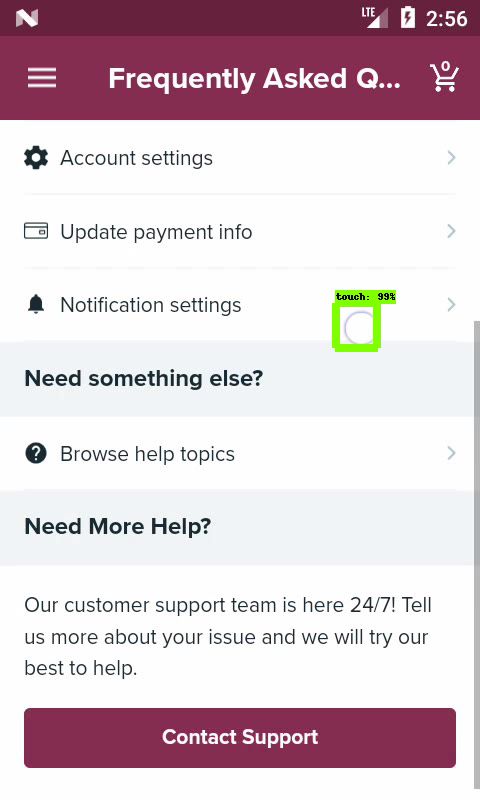 LTE 2:56
Frequently Asked Q...
0
Account settings
Update payment info
touch: 99%
Notification settings
Need something else?
Browse help topics
Need More Help?
Our customer support team is here 24/7! Tell
us more about your issue and we will try our
best to help.
Contact Support